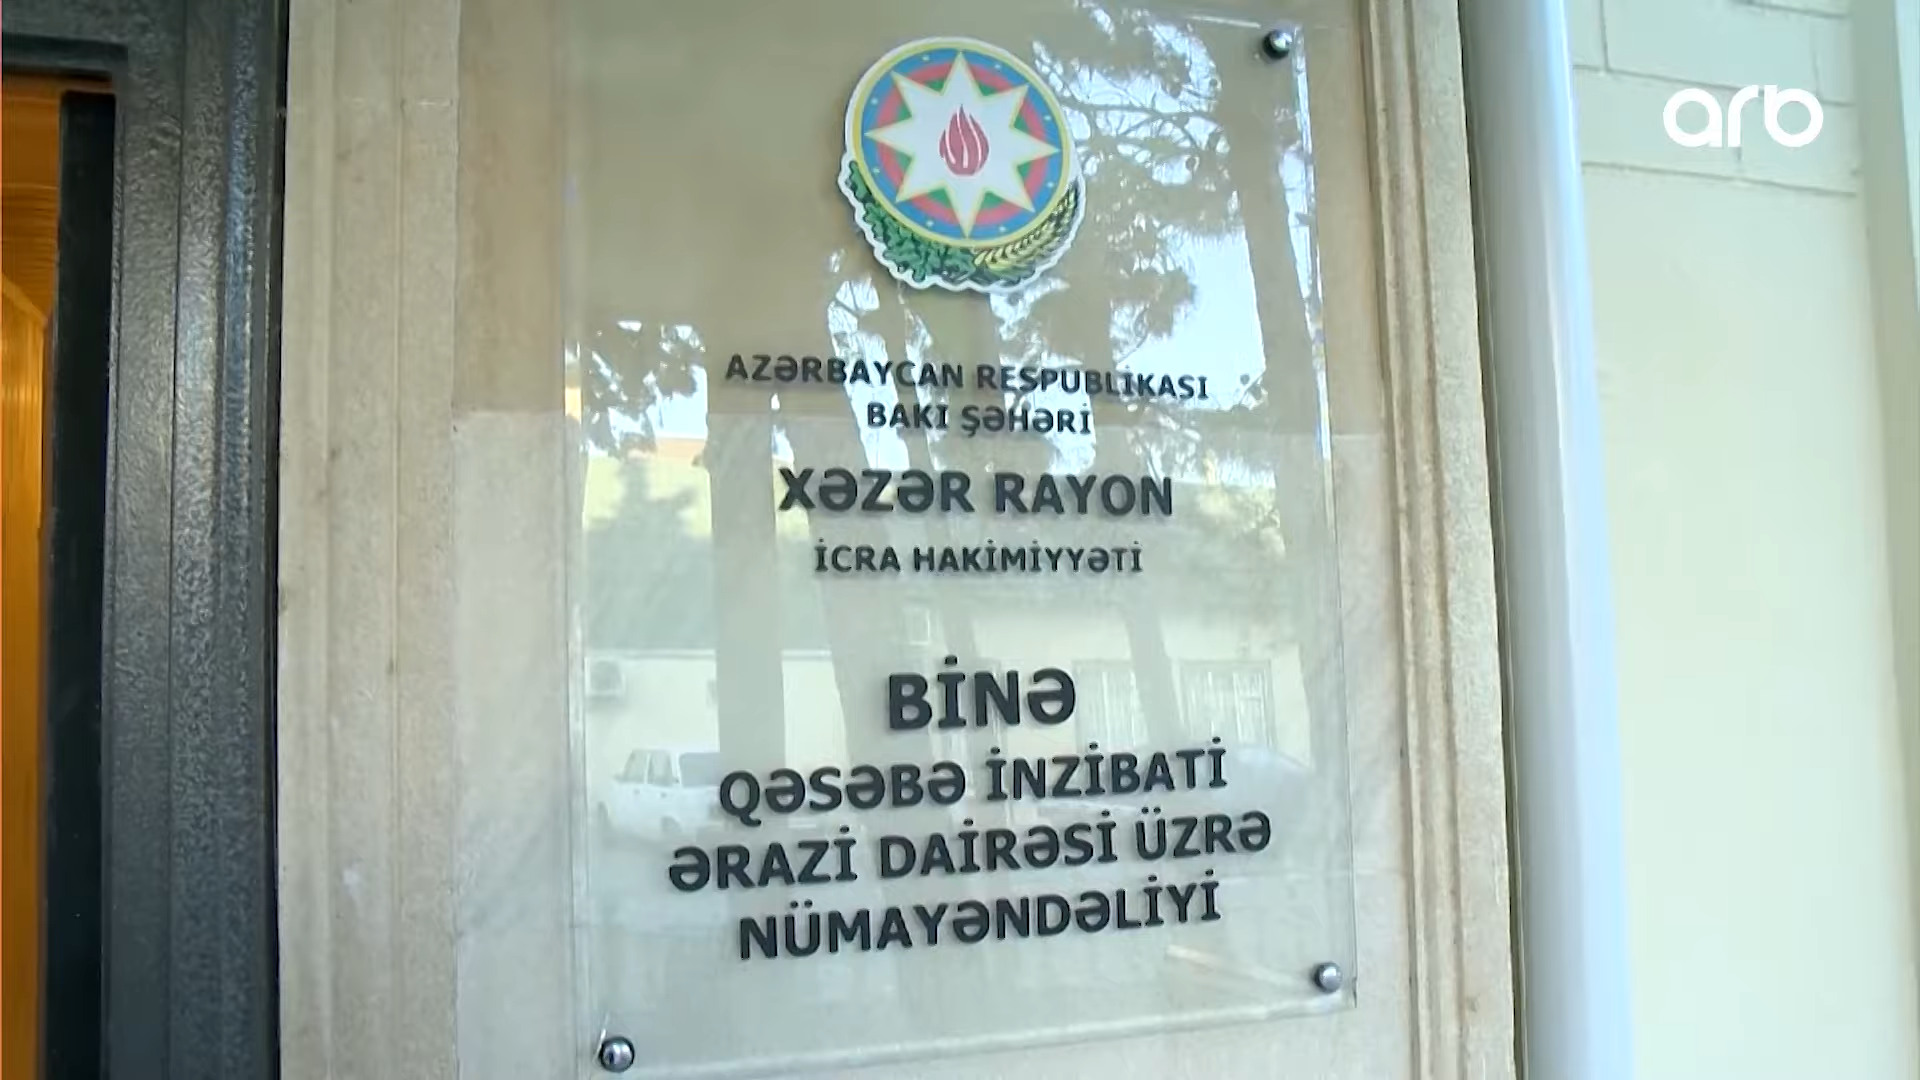 arb
AZƏRBAYCAN RESPUBLİKASI
BAKI ŞƏHƏRİ
XƏZƏR RAYON
İCRA HAKİMİYYƏTİ
BİNƏ
QƏSƏBƏ İNZİBATİ
ƏRAZİ DAİRƏSİ ÜZRƏ
NÜMAYƏNDƏLİYİ